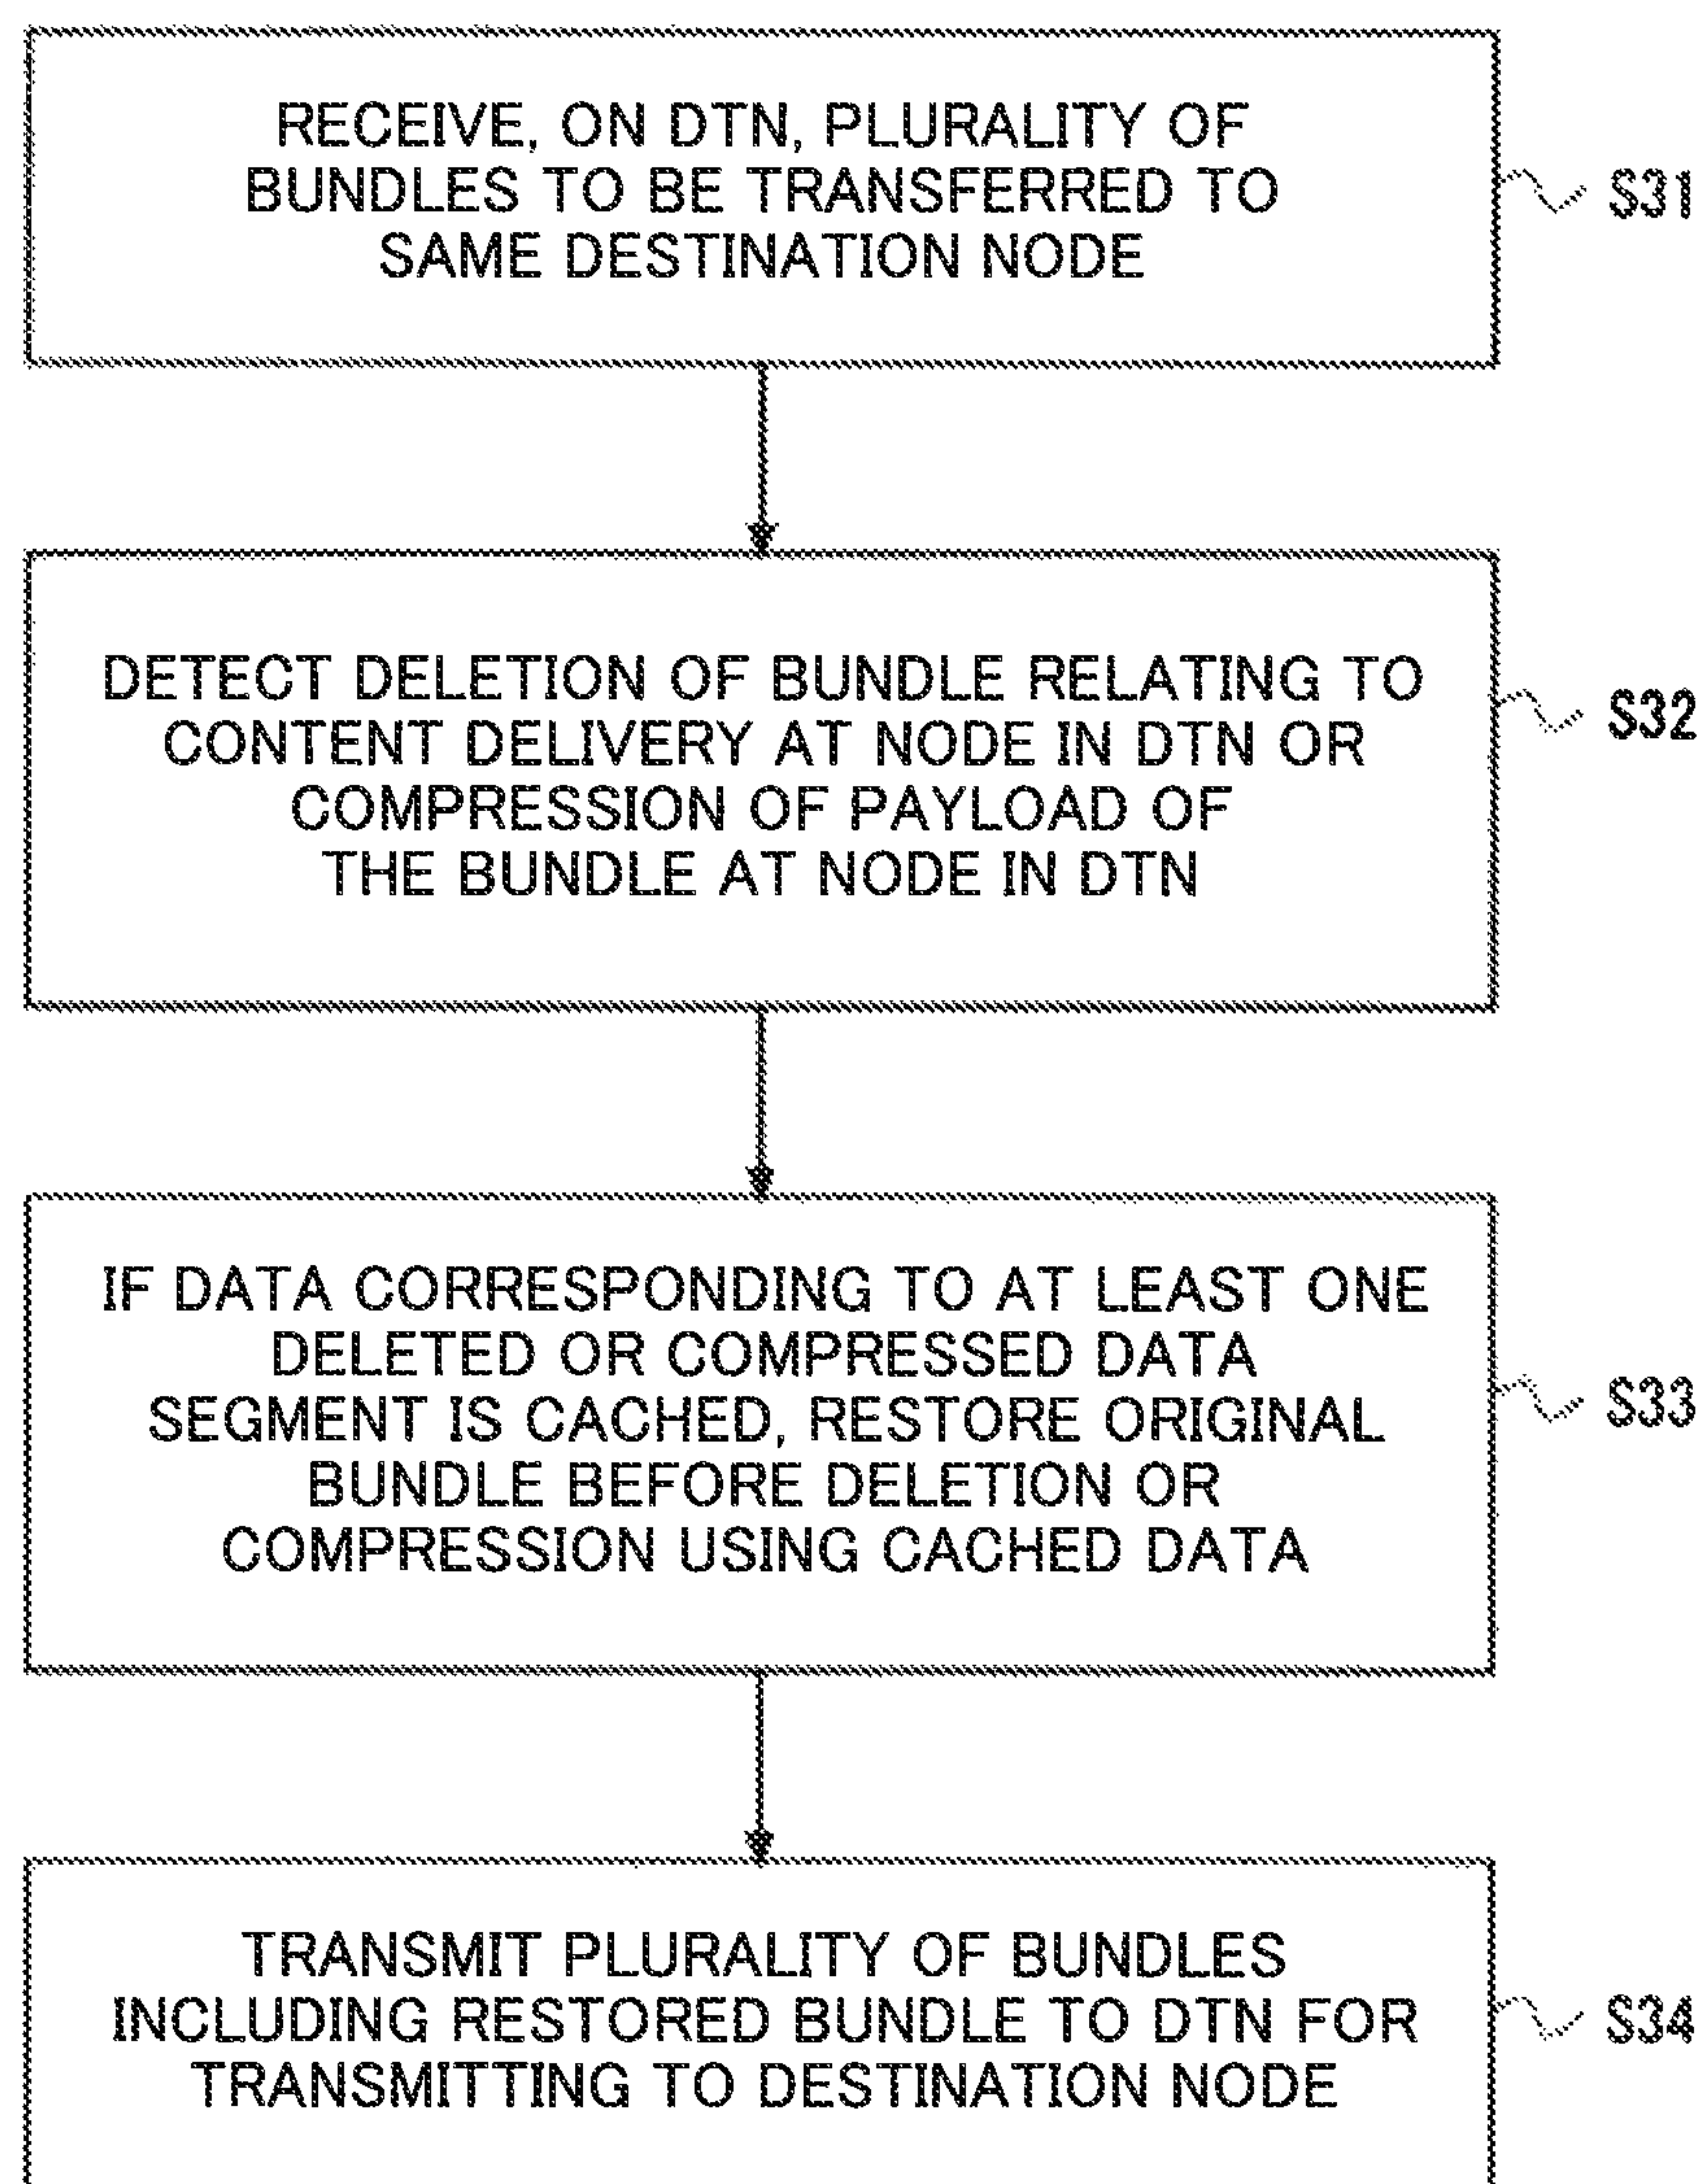 RECEIVE, ON DTN, PLURALITY OF
BUNDLES TO BE TRANSFERRED TO
SAME DESTINATION NODE
S31
DETECT DELETION OF BUNDLE RELATING TO
CONTENT DELIVERY AT NODE IN DTN OR
COMPRESSION OF PAYLOAD OF
THE BUNDLE AT NODE IN DTN
S32
IF DATA CORRESPONDING TO AT LEAST ONE
DELETED OR COMPRESSED DATA
SEGMENT IS CACHED, RESTORE ORIGINAL
BUNDLE BEFORE DELETION OR
COMPRESSION USING CACHED DATA
S33
TRANSMIT PLURALITY OF BUNDLES
INCLUDING RESTORED BUNDLE TO DTN FOR
TRANSMITTING TO DESTINATION NODE
S34